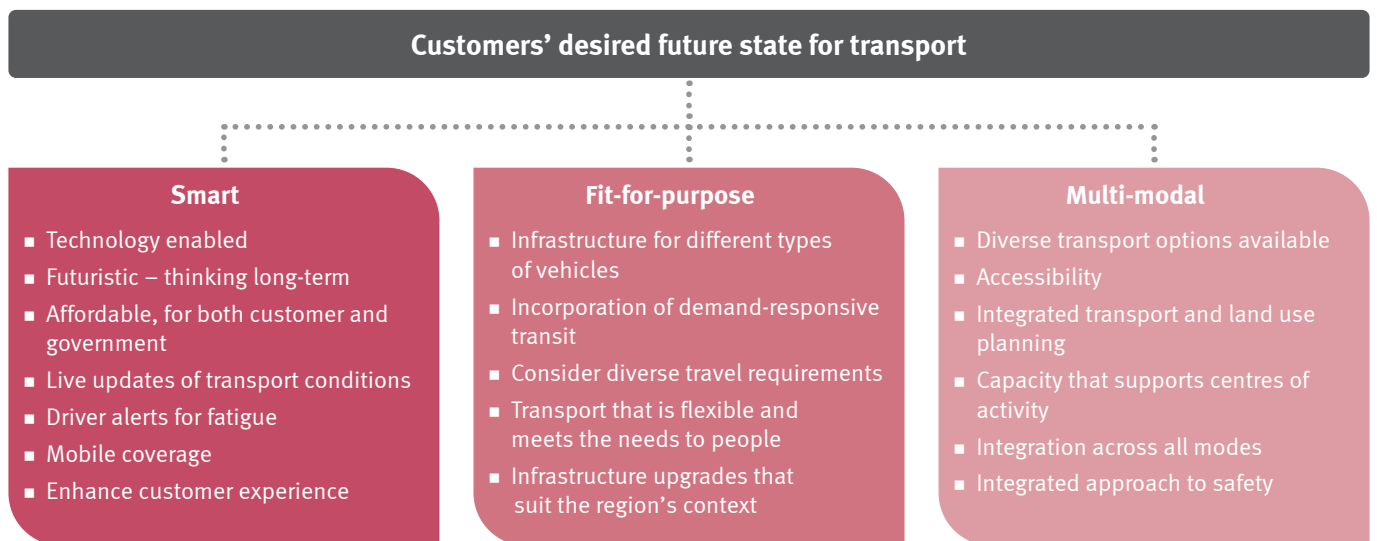 Customers’ desired future state for transport
Smart
■ Technology enabled
■ Futuristic – thinking long-term
■ Affordable, for both customer and
government
■ Live updates of transport conditions
■ Driver alerts for fatigue
■ Mobile coverage
■ Enhance customer experience
Fit-for-purpose
■ Infrastructure for different types
of vehicles
■ Incorporation of demand-responsive
transit
■ Consider diverse travel requirements
■ Transport that is flexible and
meets the needs to people
■ Infrastructure upgrades that
suit the region’s context
Multi-modal
■ Diverse transport options available
■ Accessibility
■ Integrated transport and land use
planning
■ Capacity that supports centres of
activity
■ Integration across all modes
■ Integrated approach to safety